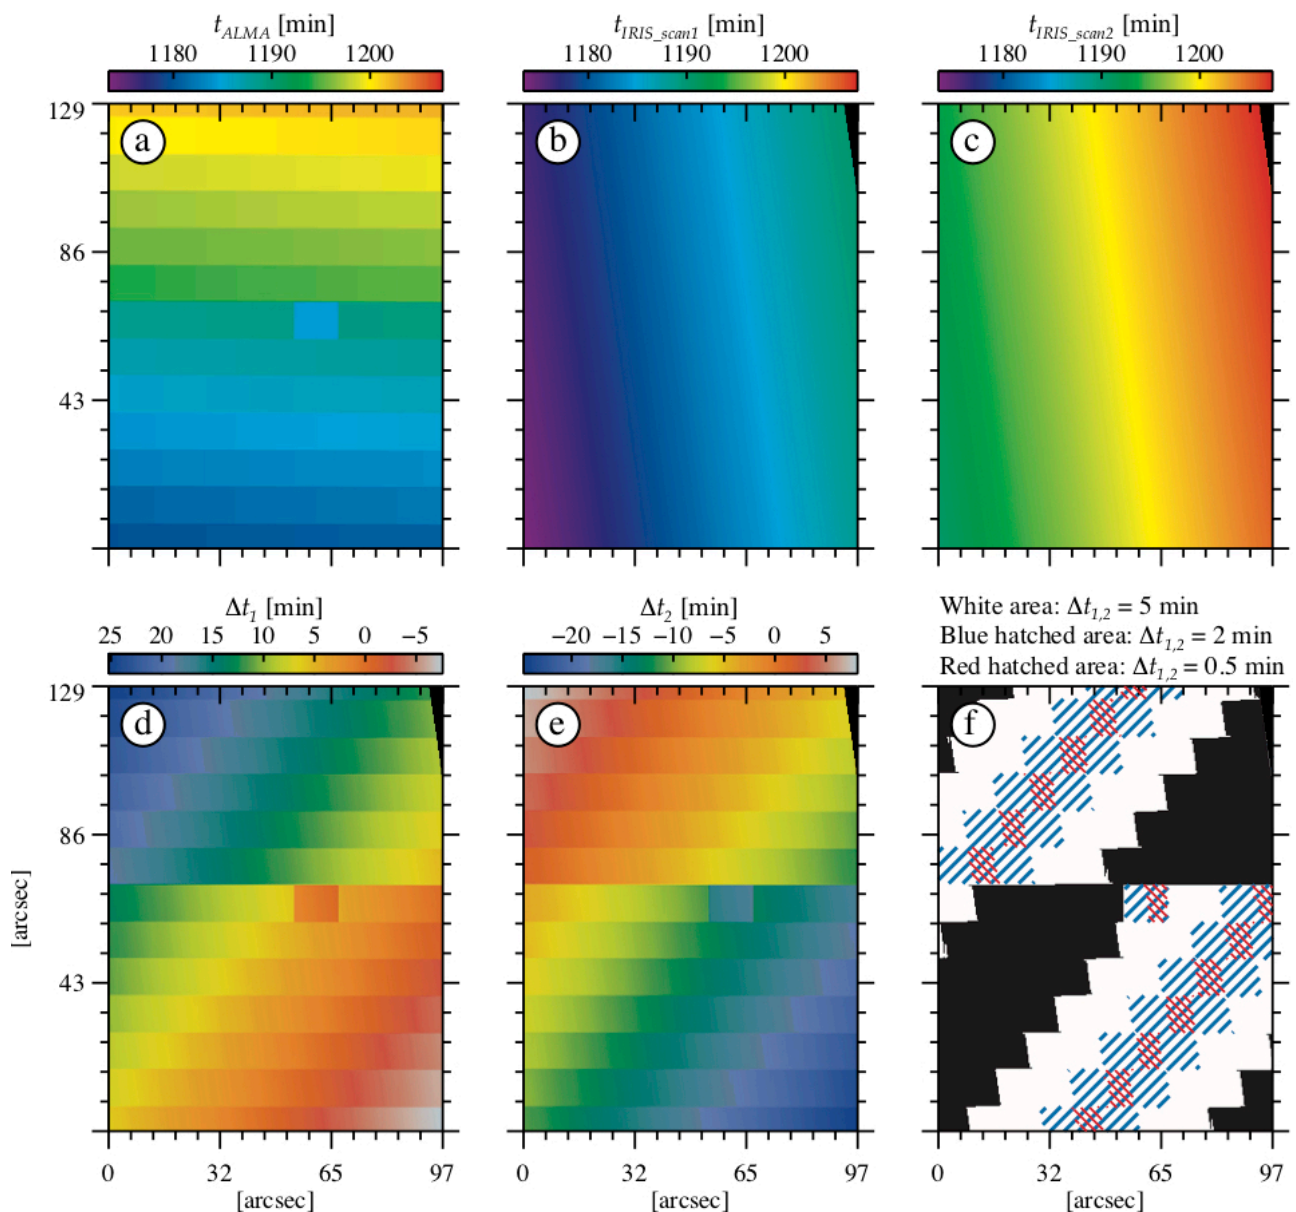 t_ALMA [min] t_IRIS_scan1 [min] t_IRIS_scan2 [min]
1180 1190 1200 1180 1190 1200 1180 1190 1200
129 a b c
86
43
Δt_1 [min] Δt_2 [min]
25 20 15 10 5 0 −5 −20 −15 −10 −5 0 5
White area: Δt_1,2 = 5 min
Blue hatched area: Δt_1,2 = 2 min
Red hatched area: Δt_1,2 = 0.5 min
129 d e f
86
[arcsec]
43
0 32 65 97 0 32 65 97 0 32 65 97
[arcsec] [arcsec] [arcsec]